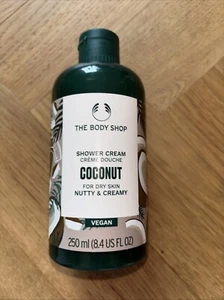 THE BODY SHOP
SHOWER CREAM
CRÈME DOUCHE
COCONUT
FOR DRY SKIN
NUTTY & CREAMY
VEGAN
250 ml (8.4 US FL OZ)